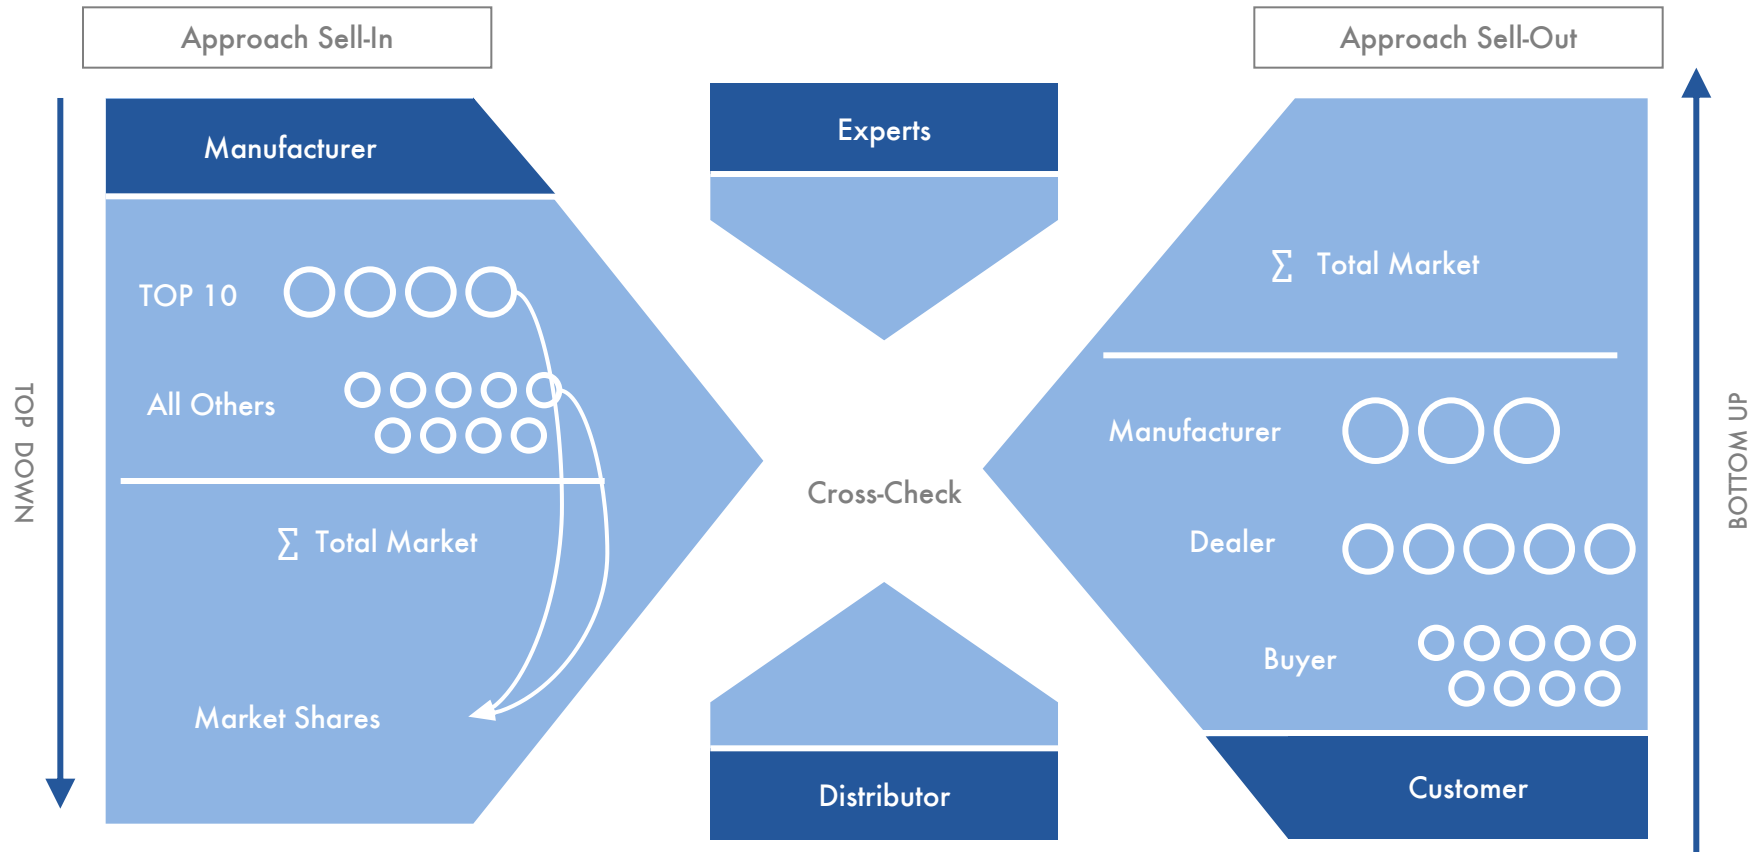 Approach Sell-In
Approach Sell-Out
TOP DOWN
Manufacturer
TOP 10
All Others
∑ Total Market
Market Shares
Experts
Cross-Check
Distributor
∑ Total Market
Manufacturer
Dealer
Buyer
Customer
BOTTOM UP